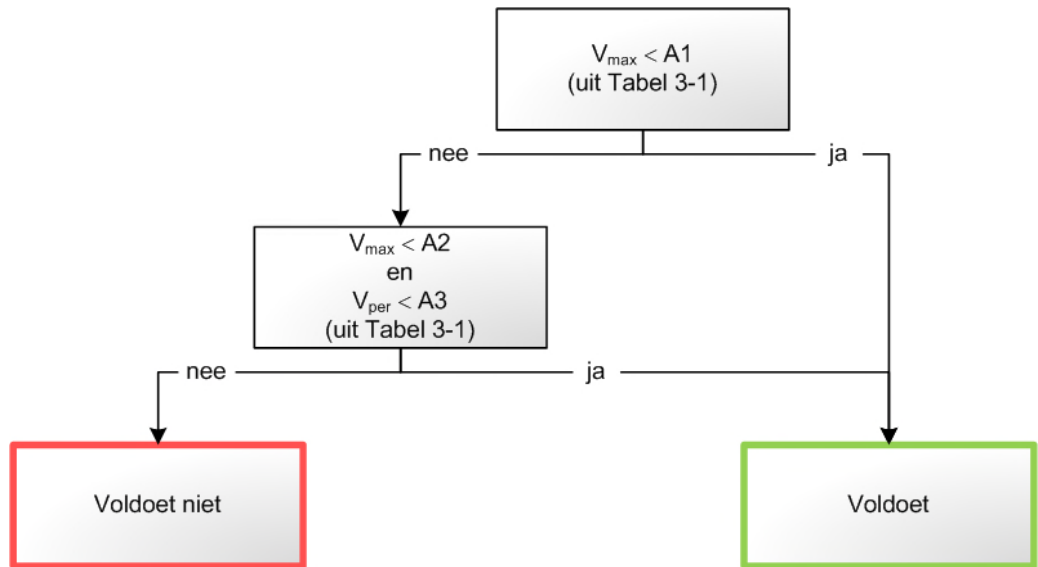 Vmax < A1
(uit Tabel 3-1)
nee
ja
Vmax < A2
en
Vper < A3
(uit Tabel 3-1)
nee
ja
Voldoet niet
Voldoet